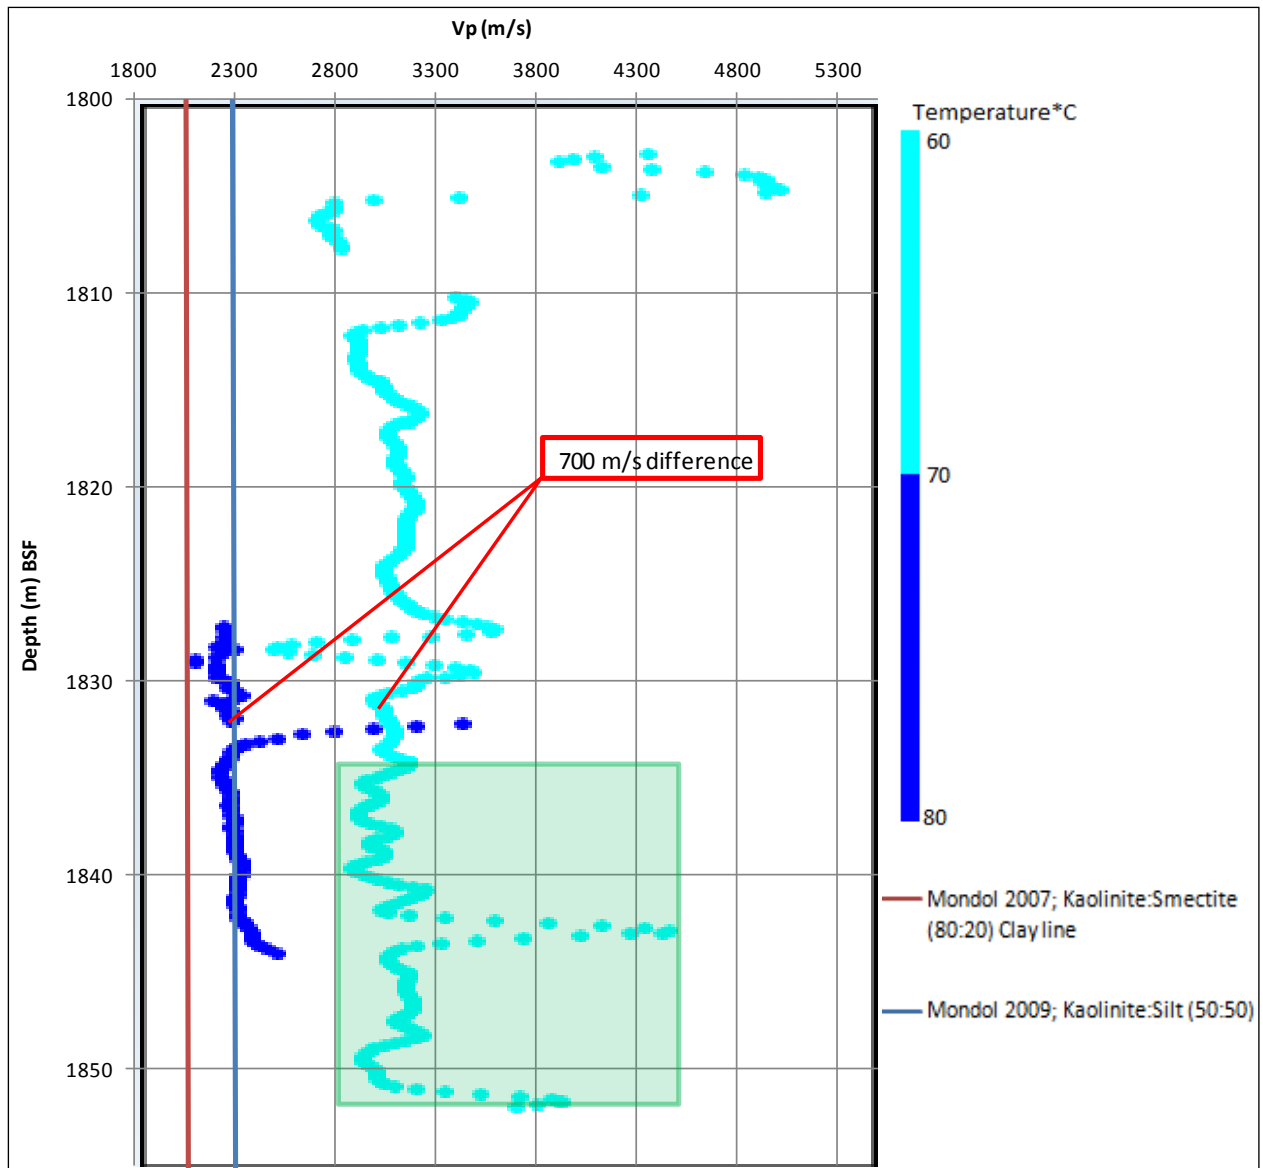 Vp (m/s)
1800 2300 2800 3300 3800 4300 4800 5300
1800
1810
1820
1830
1840
1850
Depth (m) BSF
700 m/s difference
Temperature*C
60
70
80
Mondol 2007; Kaolinite:Smectite
(80:20) Clay line
Mondol 2009; Kaolinite:Silt (50:50)